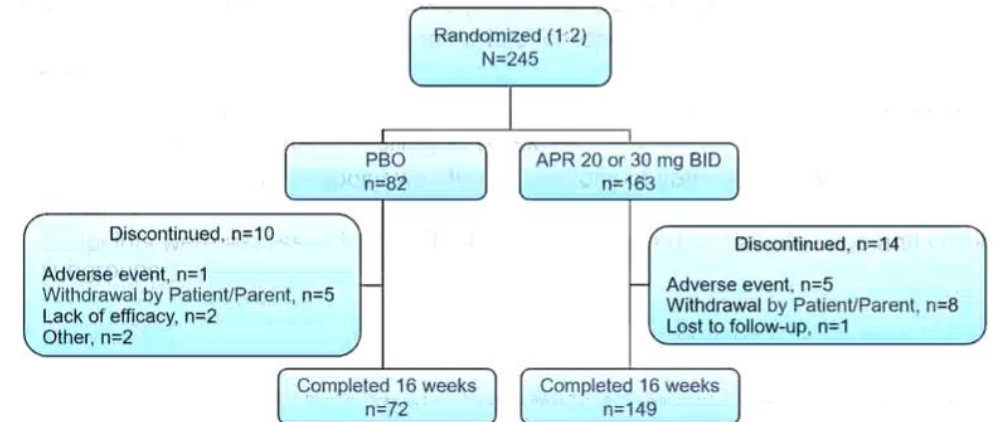 Randomized (1:2)
N=245
PBO
n=82
APR 20 or 30 mg BID
n=163
Discontinued, n=10
Adverse event, n=1
Withdrawal by Patient/Parent, n=5
Lack of efficacy, n=2
Other, n=2
Discontinued, n=14
Adverse event, n=5
Withdrawal by Patient/Parent, n=8
Lost to follow-up, n=1
Completed 16 weeks
n=72
Completed 16 weeks
n=149